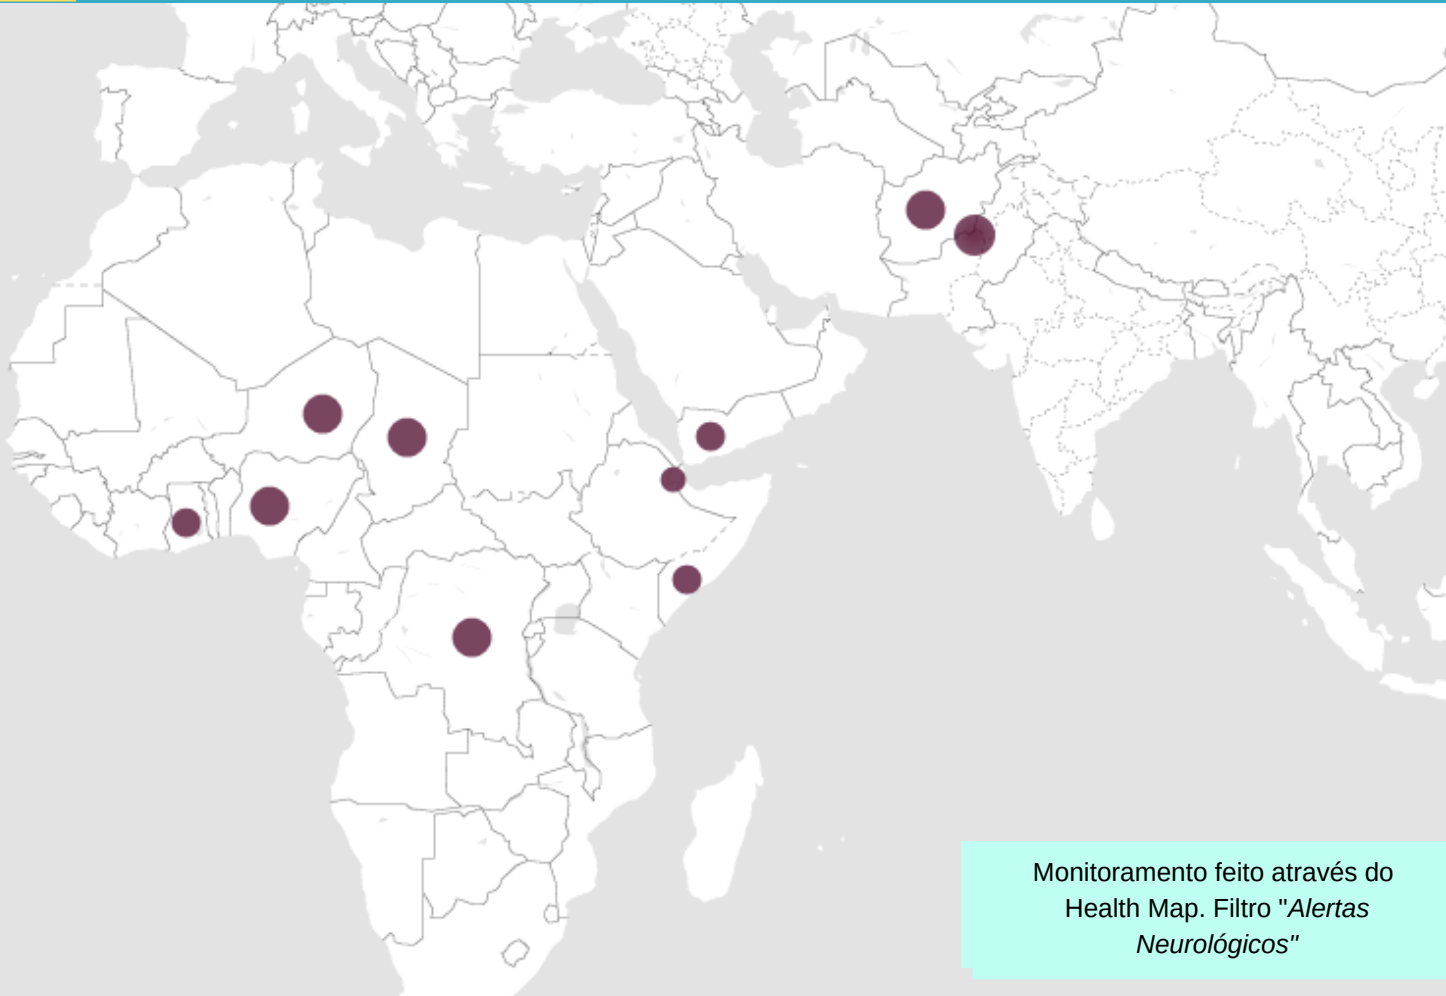 Monitoramento feito através do
Health Map. Filtro "Alertas
Neurológicos"